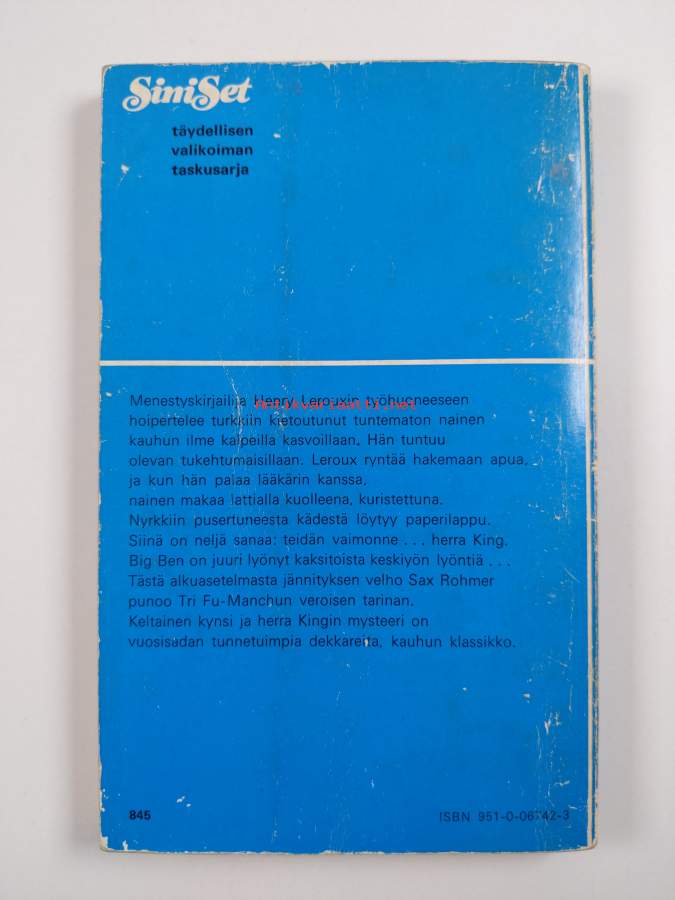 SiniSet
täydellisen
valikoiman
taskusarja
Menestyskirjailija Henry Lerouxin työhuoneeseen
Antikvariaatti.net
hoipertelee turkkiin kietoutunut tuntematon nainen
kauhun ilme kalpeilla kasvoillaan. Hän tuntuu
olevan tukehtumaisillaan. Leroux ryntää hakemaan apua,
ja kun hän palaa lääkärin kanssa,
nainen makaa lattialla kuolleena, kuristettuna.
Nyrkkiin pusertuneesta kädestä löytyy paperilappu.
Siinä on neljä sanaa: teidän vaimonne . . . herra King.
Big Ben on juuri lyönyt kaksitoista keskiyön lyöntiä . . .
Tästä alkuasetelmasta jännityksen velho Sax Rohmer
punoo Tri Fu-Manchun veroisen tarinan.
Keltainen kynsi ja herra Kingin mysteeri on
vuosisadan tunnetuimpia dekkareita, kauhun klassikko.
845
ISBN